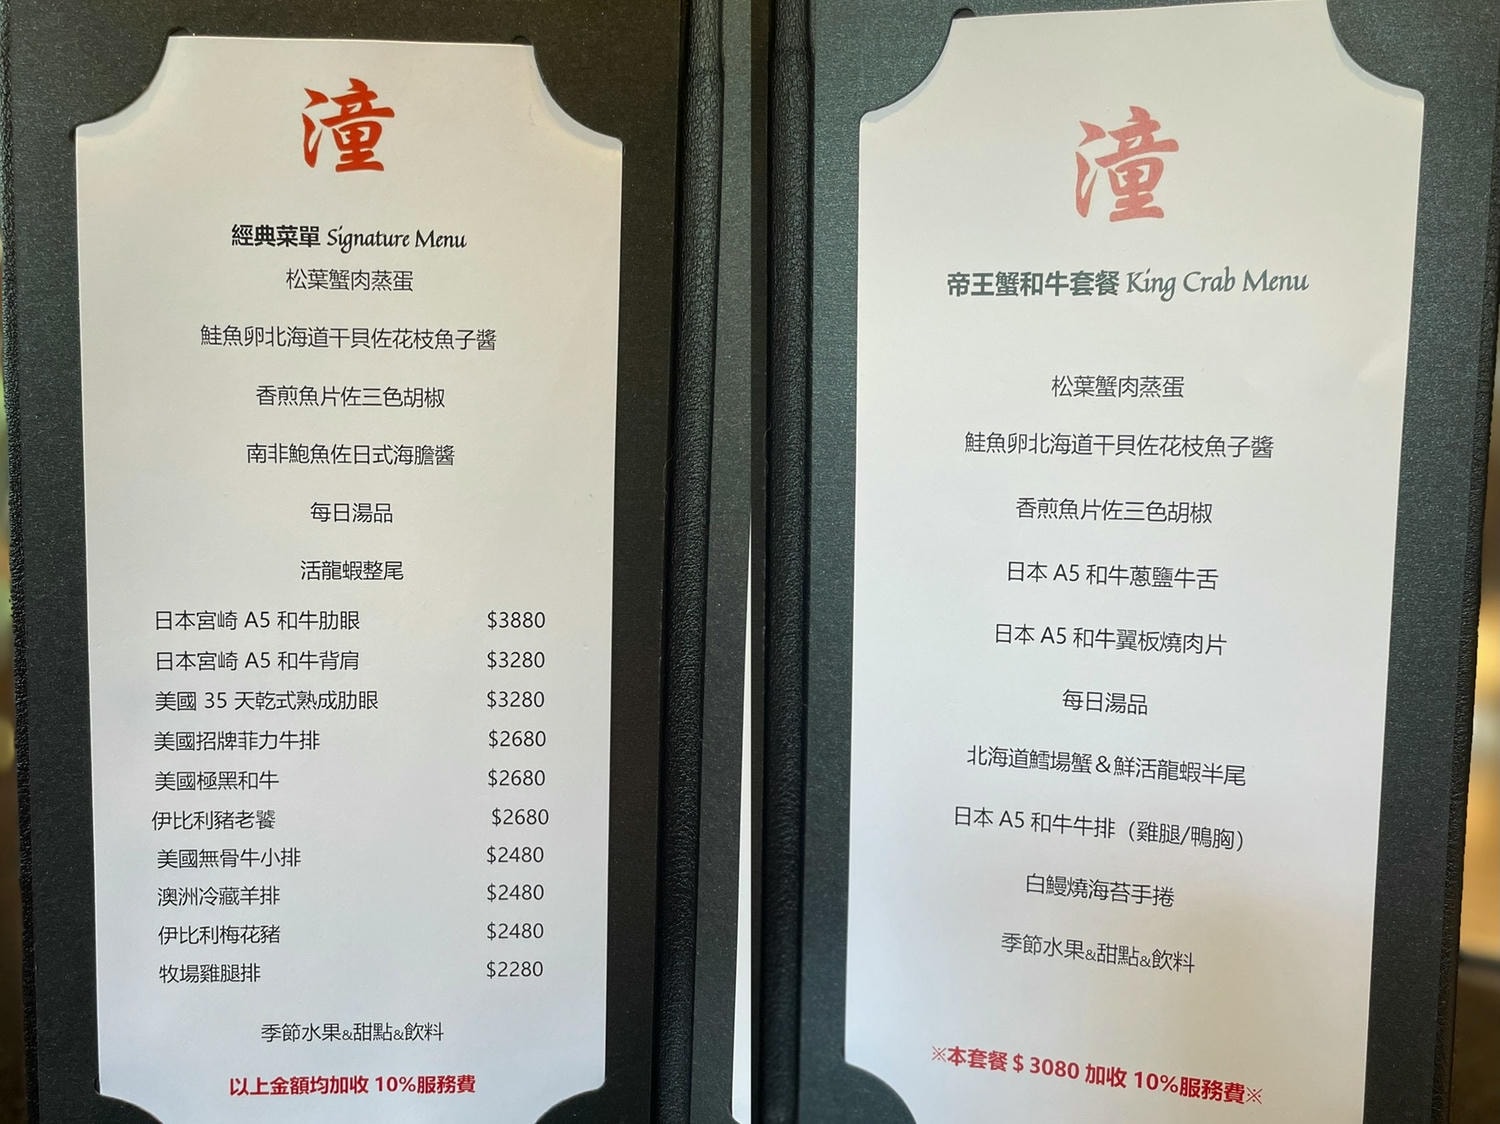 潼
經典菜單 Signature Menu
松葉蟹肉蒸蛋
鮭魚卵北海道干貝佐花枝魚子醬
香煎魚片佐三色胡椒
南非鮑魚佐日式海膽醬
每日湯品
活龍蝦整尾
日本宮崎 A5 和牛肋眼 $3880
日本宮崎 A5 和牛背肩 $3280
美國 35 天乾式熟成肋眼 $3280
美國招牌菲力牛排 $2680
美國極黑和牛 $2680
伊比利豬老饕 $2680
美國無骨牛小排 $2480
澳洲冷藏羊排 $2480
伊比利梅花豬 $2480
牧場雞腿排 $2280
季節水果&甜點&飲料
以上金額均加收 10%服務費
潼
帝王蟹和牛套餐 King Crab Menu
松葉蟹肉蒸蛋
鮭魚卵北海道干貝佐花枝魚子醬
香煎魚片佐三色胡椒
日本 A5 和牛蔥鹽牛舌
日本 A5 和牛翼板燒肉片
每日湯品
北海道鱈場蟹＆鮮活龍蝦半尾
日本 A5 和牛牛排（雞腿/鴨胸）
白鰻燒海苔手捲
季節水果&甜點&飲料
※本套餐 $ 3080 加收 10%服務費※